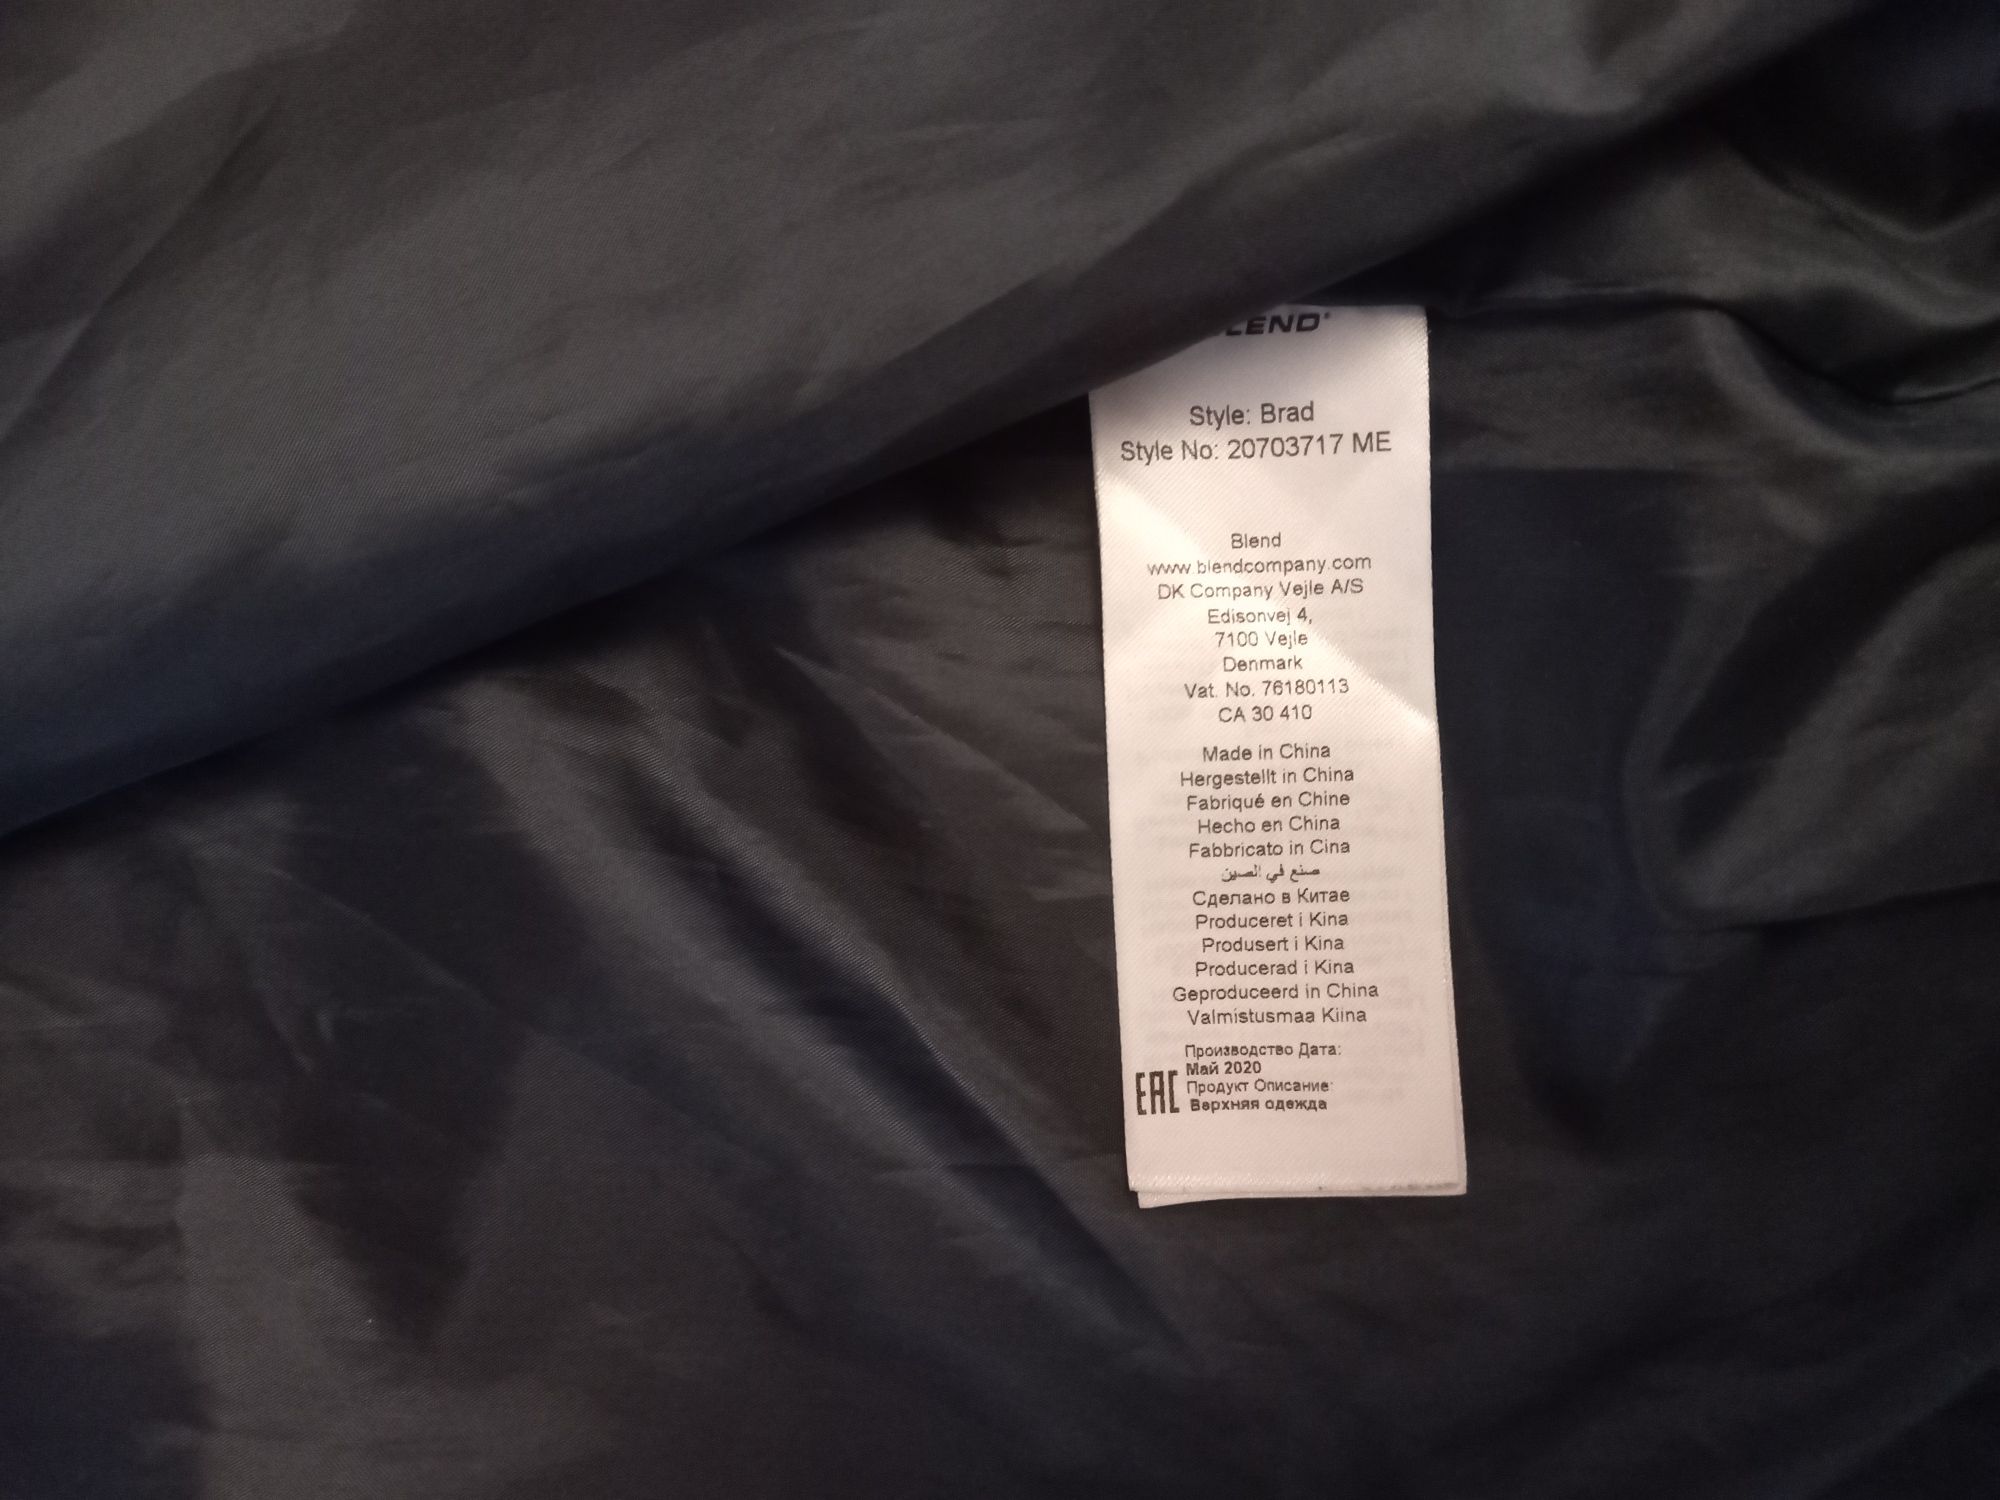 LEND
Style: Brad
Style No: 20703717 ME
Blend
www.blendcompany.com
DK Company Vejle A/S
Edisonvej 4,
7100 Vejle
Denmark
Vat. No. 76180113
CA 30 410
Made in China
Hergestellt in China
Fabriqué en Chine
Hecho en China
Fabbricato in Cina
صنع في الصين
Сделано в Китае
Produceret i Kina
Produsert i Kina
Producerad i Kina
Geproduceerd in China
Valmistusmaa Kiina
Производство Дата:
Май 2020
EAC Продукт Описание:
Верхняя одежда